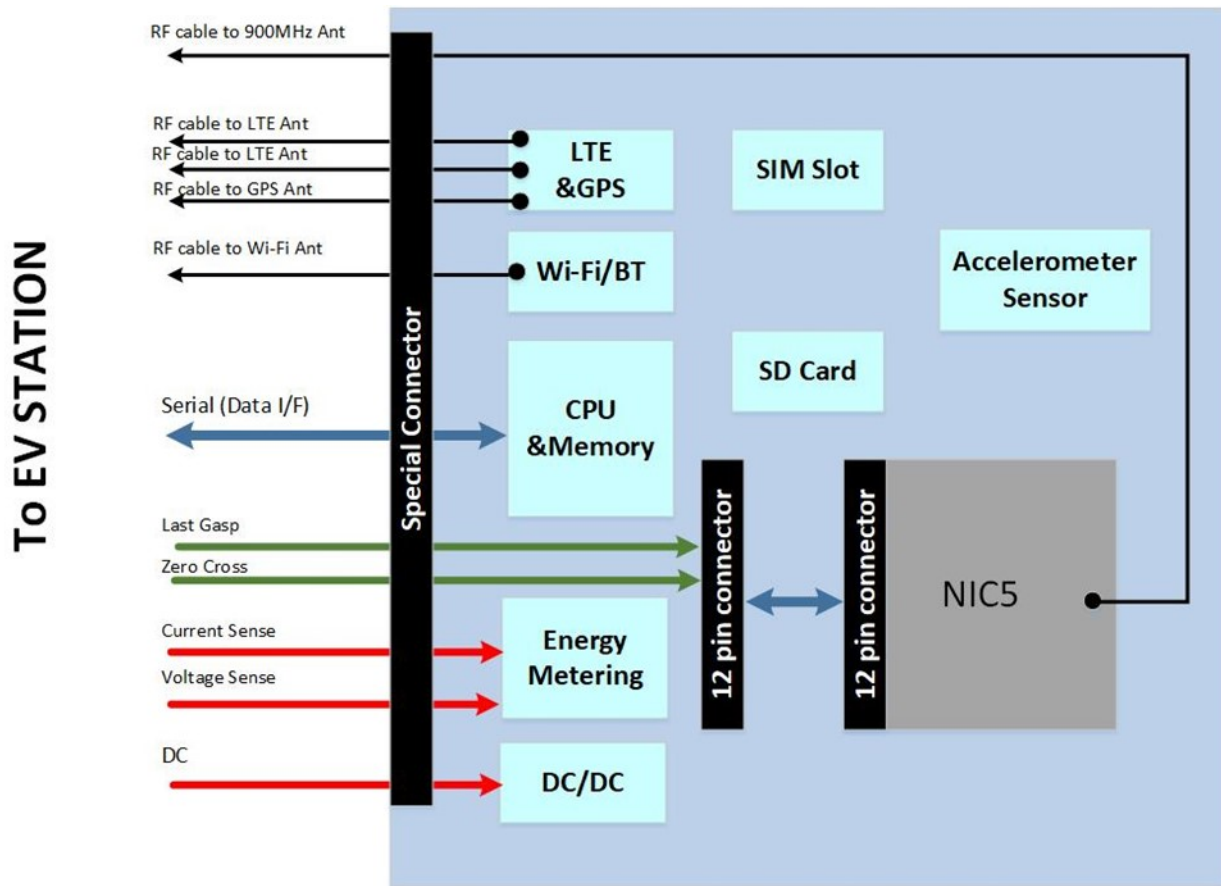 To EV STATION
RF cable to 900MHz Ant
RF cable to LTE Ant
RF cable to LTE Ant
RF cable to GPS Ant
RF cable to Wi-Fi Ant
Serial (Data I/F)
Last Gasp
Zero Cross
Current Sense
Voltage Sense
DC
Special Connector
LTE
&GPS
Wi-Fi/BT
CPU
&Memory
Energy
Metering
DC/DC
SIM Slot
SD Card
Accelerometer
Sensor
12 pin connector
12 pin connector
NIC5